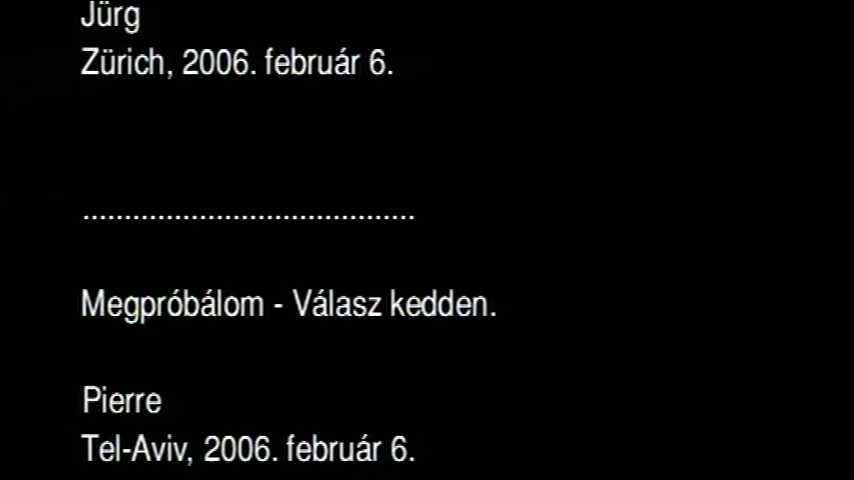 Jürg
Zürich, 2006. február 6.
........................................
Megpróbálom - Válasz kedden.
Pierre
Tel-Aviv, 2006. február 6.